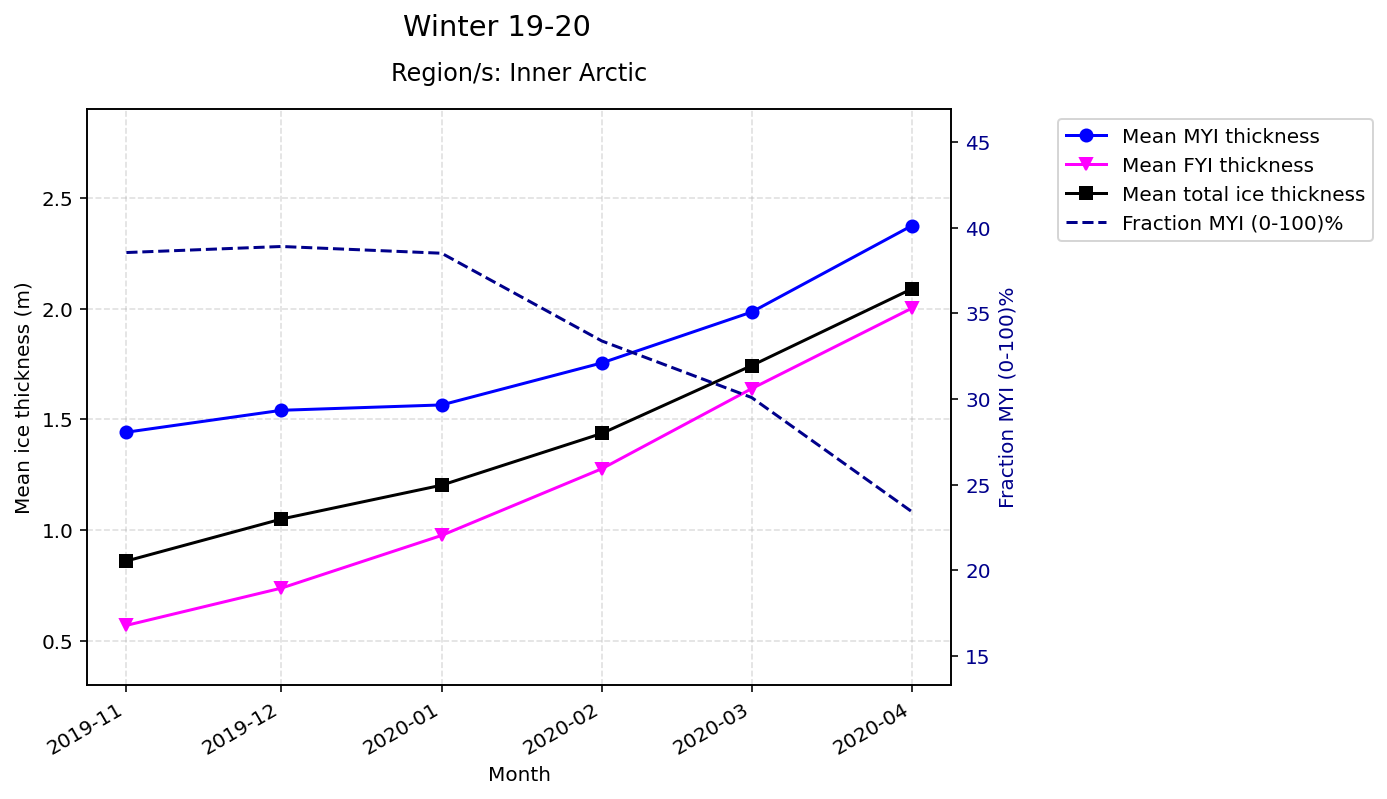 Winter 19-20
Region/s: Inner Arctic
Mean ice thickness (m)
2.5
2.0
1.5
1.0
0.5
45
40
35
30
25
20
15
Fraction MYI (0-100)%
2019-11
2019-12
2020-01
2020-02
2020-03
2020-04
Month
Mean MYI thickness
Mean FYI thickness
Mean total ice thickness
Fraction MYI (0-100)%